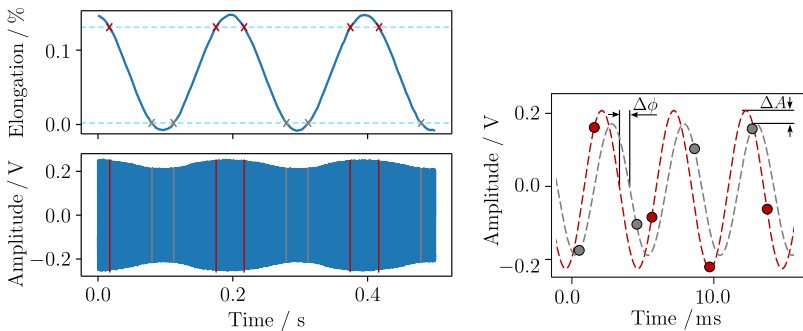 Elongation / %
0.1
0.0
Amplitude / V
0.2
0.0
−0.2
0.0
0.2
0.4
Time / s
Amplitude / V
0.2
0.0
−0.2
Δϕ
ΔA
0.0
10.0
Time / ms